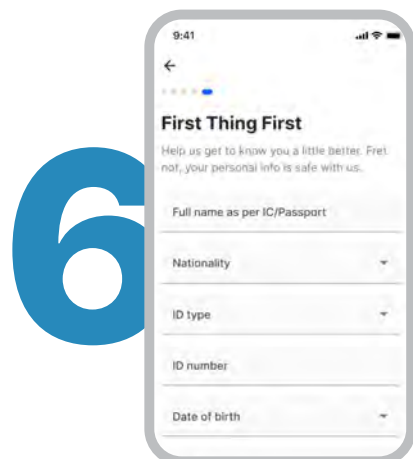 9:41
First Thing First
Help us get to know you a little better. Fret
not, your personal info is safe with us.
6
Full name as per IC/Passport
Nationality
ID type
ID number
Date of birth